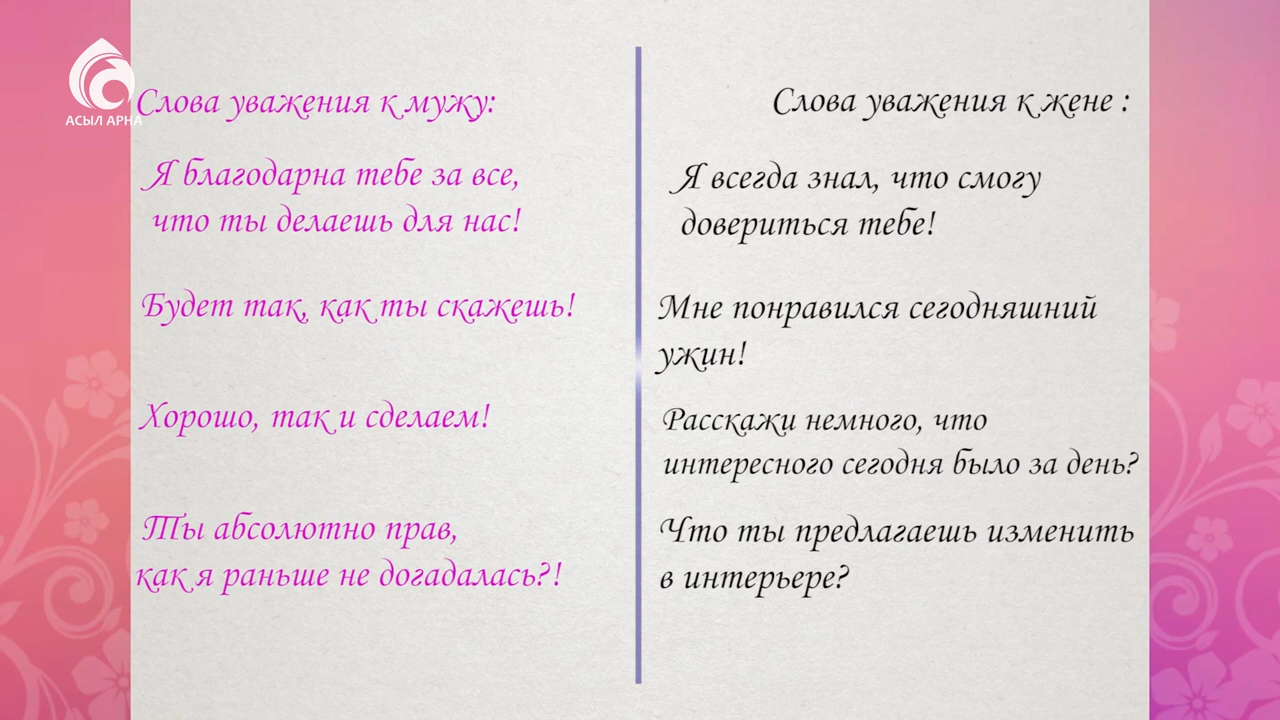 АСЫЛ АРНА
Слова уважения к мужу:
Я благодарна тебе за все,
что ты делаешь для нас!
Будет так, как ты скажешь!
Хорошо, так и сделаем!
Ты абсолютно прав,
как я раньше не догадалась?!
Слова уважения к жене :
Я всегда знал, что смогу
довериться тебе!
Мне понравился сегодняшний
ужин!
Расскажи немного, что
интересного сегодня было за день?
Что ты предлагаешь изменить
в интерьере?